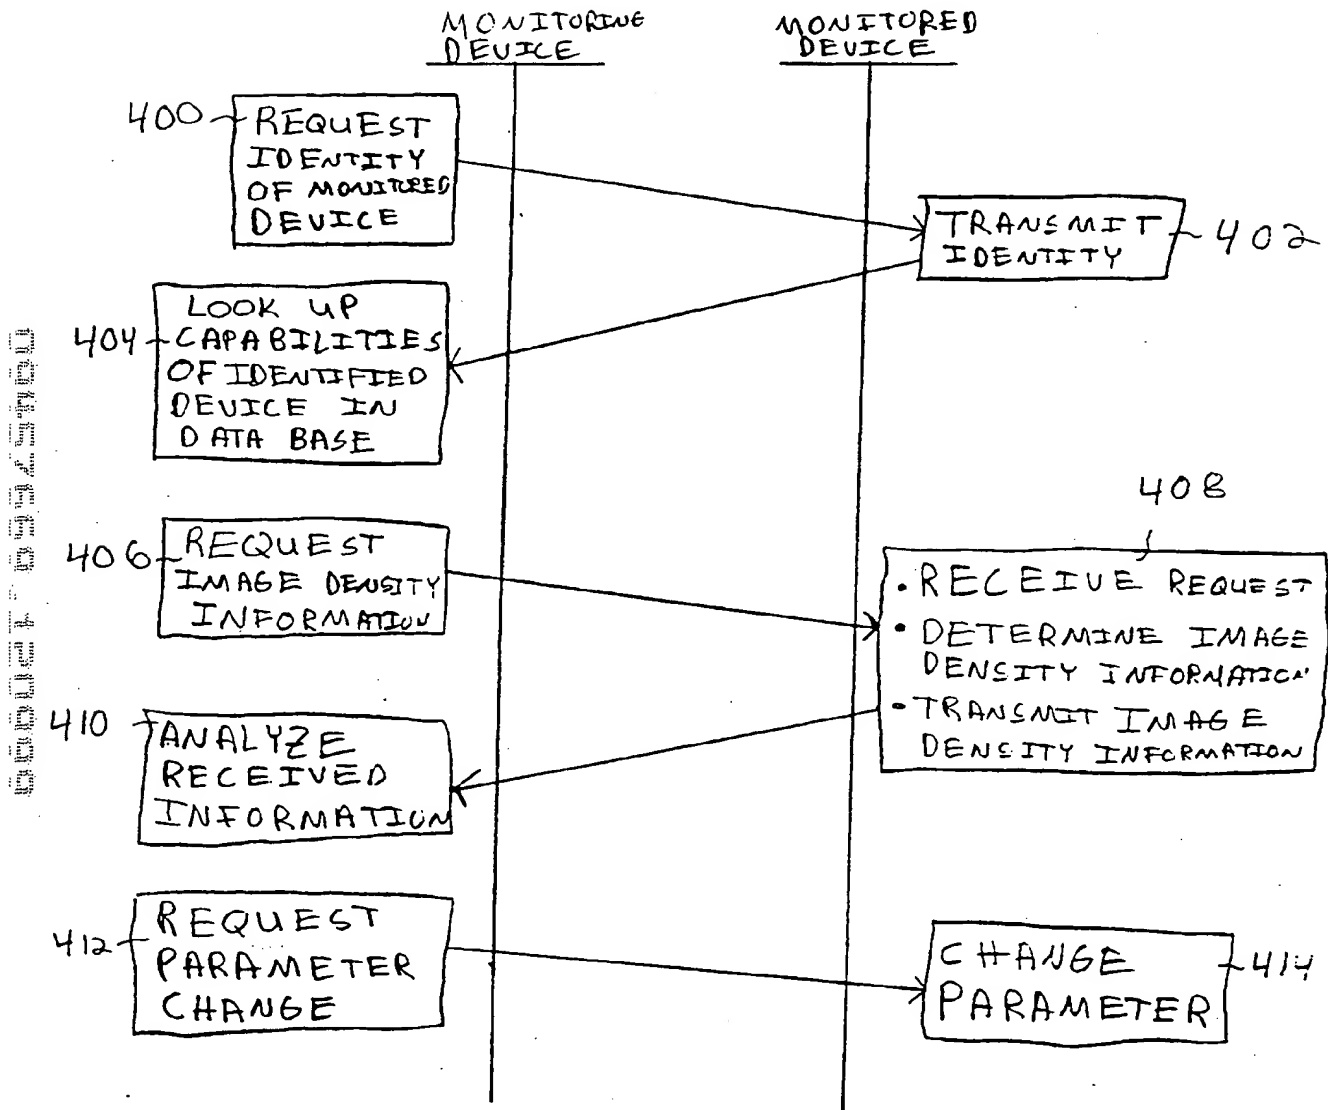 MONITORING
DEVICE
MONITORED
DEVICE
400
REQUEST
IDENTITY
OF MONITORED
DEVICE
TRANSMIT
IDENTITY
402
LOOK UP
404
CAPABILITIES
OF IDENTIFIED
DEVICE IN
DATA BASE
408
406
REQUEST
IMAGE DENSITY
INFORMATION
• RECEIVE REQUEST
• DETERMINE IMAGE
DENSITY INFORMATION
• TRANSMIT IMAGE
DENSITY INFORMATION
410
ANALYZE
RECEIVED
INFORMATION
412
REQUEST
PARAMETER
CHANGE
CHANGE
PARAMETER
414